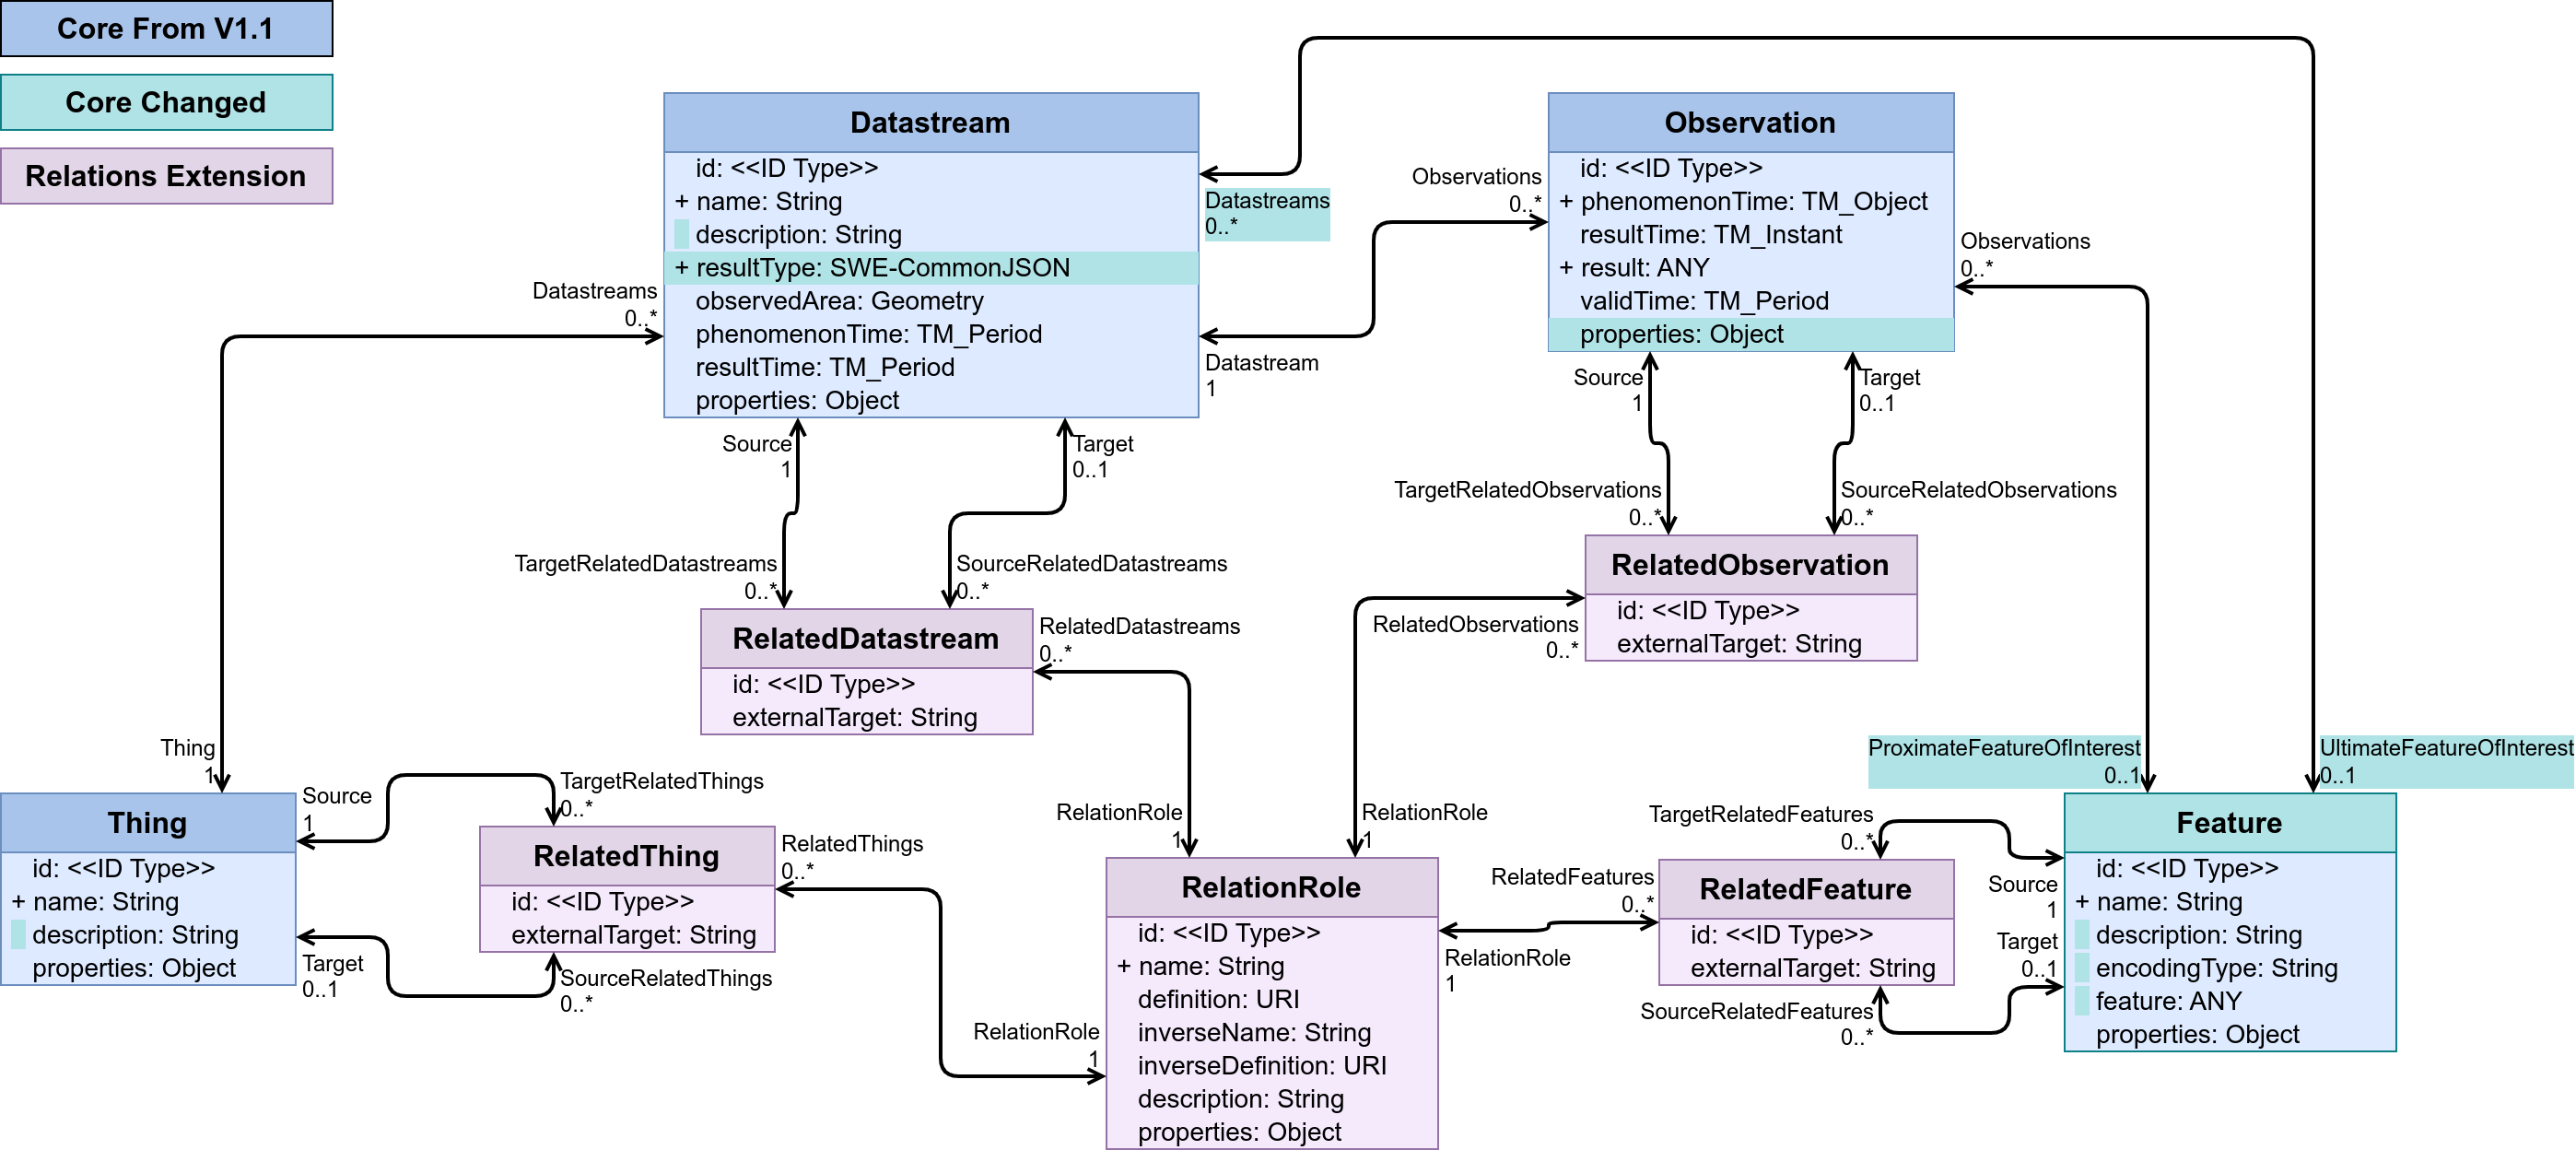 Core From V1.1
Core Changed
Relations Extension
Datastream
id: <<ID Type>>
+ name: String
description: String
+ resultType: SWE-CommonJSON
observedArea: Geometry
phenomenonTime: TM_Period
resultTime: TM_Period
properties: Object
Observation
id: <<ID Type>>
+ phenomenonTime: TM_Object
resultTime: TM_Instant
+ result: ANY
validTime: TM_Period
properties: Object
Datastreams
0..*
Observations
0..*
Observations
0..*
Datastreams
0..*
Datastream
1
Source
1
Target
0..1
Source
1
Target
0..1
TargetRelatedDatastreams
0..*
SourceRelatedDatastreams
0..*
TargetRelatedObservations
0..*
SourceRelatedObservations
0..*
RelatedDatastream
id: <<ID Type>>
externalTarget: String
RelatedDatastreams
0..*
RelatedObservation
id: <<ID Type>>
externalTarget: String
RelatedObservations
0..*
Thing
1
ProximateFeatureOfInterest
0..1
UltimateFeatureOfInterest
0..1
Thing
id: <<ID Type>>
+ name: String
description: String
properties: Object
Source
1
Target
0..1
TargetRelatedThings
0..*
RelatedThing
id: <<ID Type>>
externalTarget: String
SourceRelatedThings
0..*
RelatedThings
0..*
RelationRole
1
RelationRole
1
RelationRole
1
RelationRole
id: <<ID Type>>
+ name: String
definition: URI
inverseName: String
inverseDefinition: URI
description: String
properties: Object
RelationRole
1
RelatedFeatures
0..*
TargetRelatedFeatures
0..*
RelatedFeature
id: <<ID Type>>
externalTarget: String
SourceRelatedFeatures
0..*
Source
1
Target
0..1
Feature
id: <<ID Type>>
+ name: String
description: String
encodingType: String
feature: ANY
properties: Object